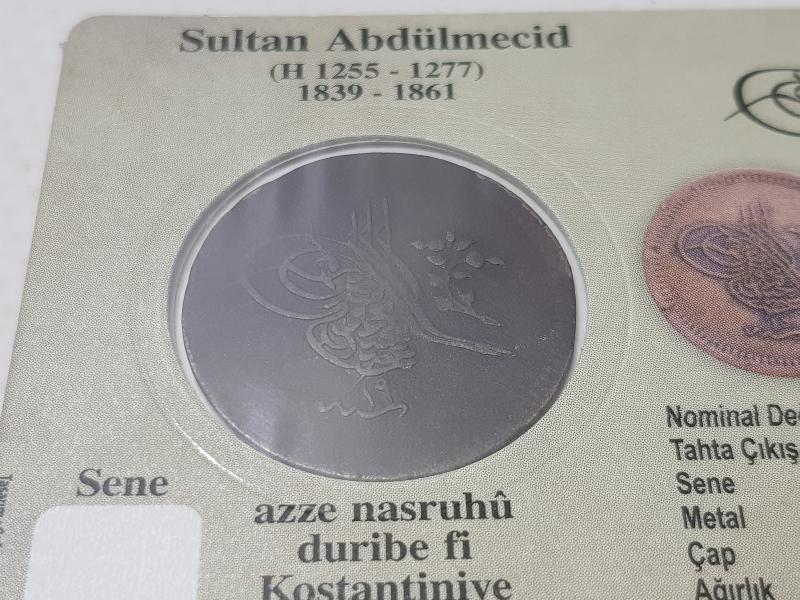 Sultan Abdülmecid
(H 1255 - 1277)
1839 - 1861
Sene
azze nasruhû
duribe fi
Kostantiniye
Nominal
Tahta Çıkış
Sene
Metal
Çap
Ağırlık